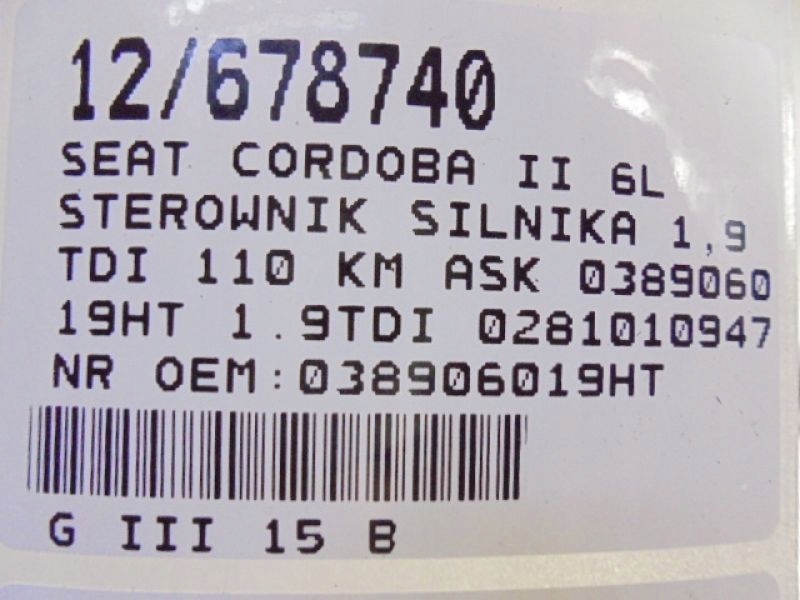 12/678740
SEAT CORDOBA II 6L
STEROWNIK SILNIKA 1,9
TDI 110 KM ASK 0389060
19HT 1.9TDI 0281010947
NR OEM:038906019HT
G III 15 B